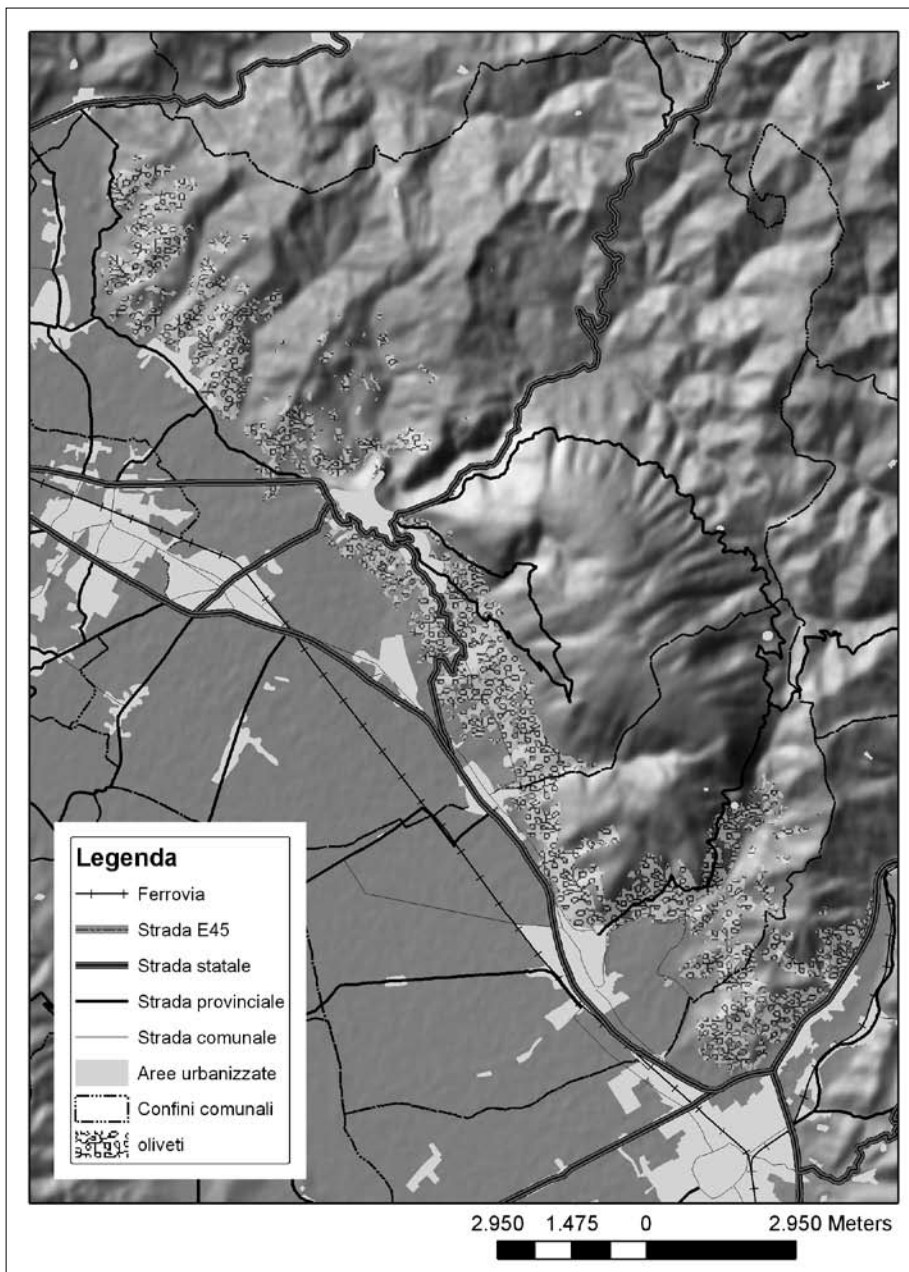 Legenda
Ferrovia
Strada E45
Strada statale
Strada provinciale
Strada comunale
Aree urbanizzate
Confini comunali
oliveti
2.950 1.475 0 2.950 Meters